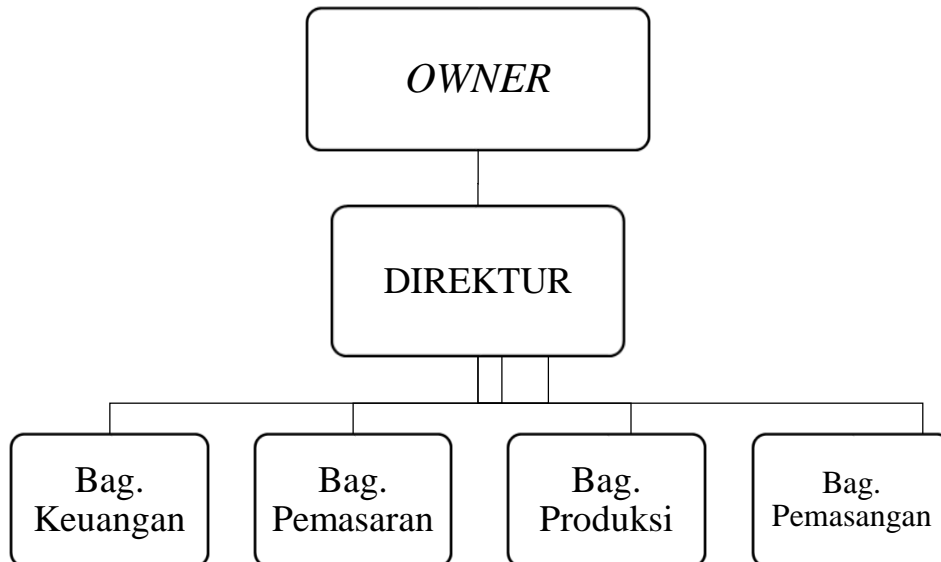 OWNER
DIREKTUR
Bag.
Keuangan
Bag.
Pemasaran
Bag.
Produksi
Bag.
Pemasangan